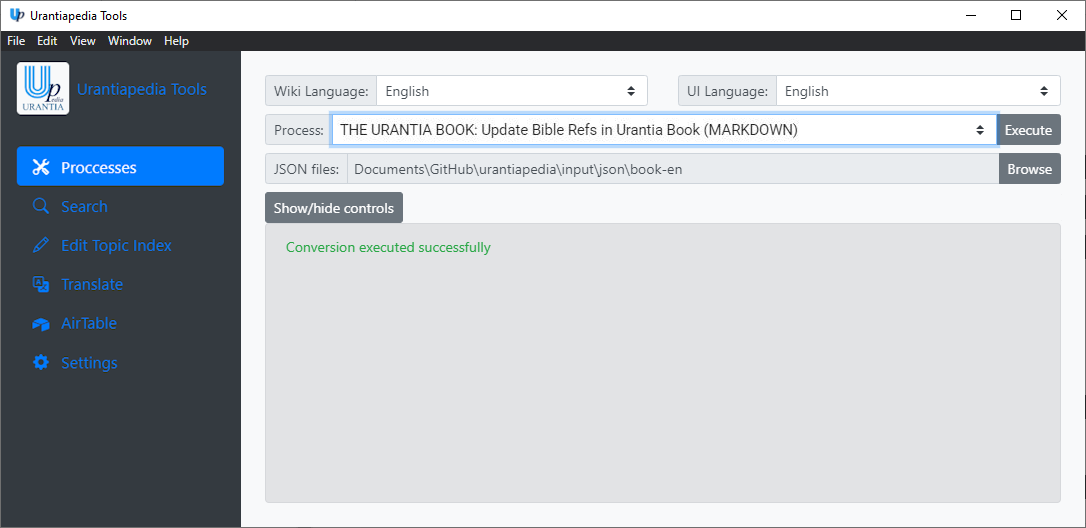 Up Urantiapedia Tools
File Edit View Window Help
Up
edia
URANTIA
Urantiapedia Tools
Proccesses
Search
Edit Topic Index
Translate
AirTable
Settings
Wiki Language: English
UI Language: English
Process: THE URANTIA BOOK: Update Bible Refs in Urantia Book (MARKDOWN) Execute
JSON files: Documents\GitHub\urantiapedia\input\json\book-en Browse
Show/hide controls
Conversion executed successfully